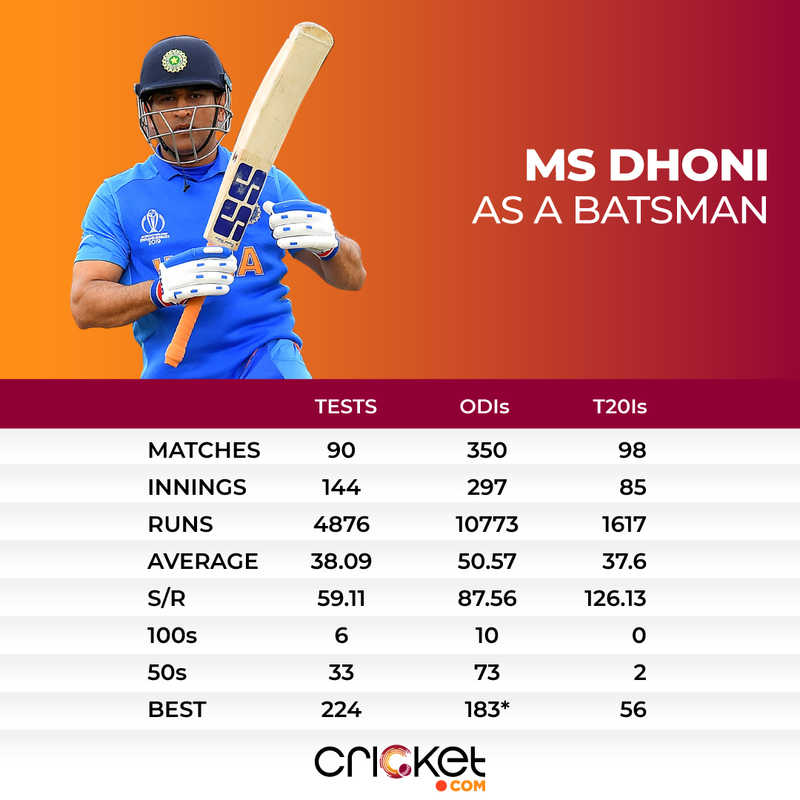 MS DHONI
AS A BATSMAN
2019
TESTS ODIs T20Is
MATCHES 90 350 98
INNINGS 144 297 85
RUNS 4876 10773 1617
AVERAGE 38.09 50.57 37.6
S/R 59.11 87.56 126.13
100s 6 10 0
50s 33 73 2
BEST 224 183* 56
cricket
.COM